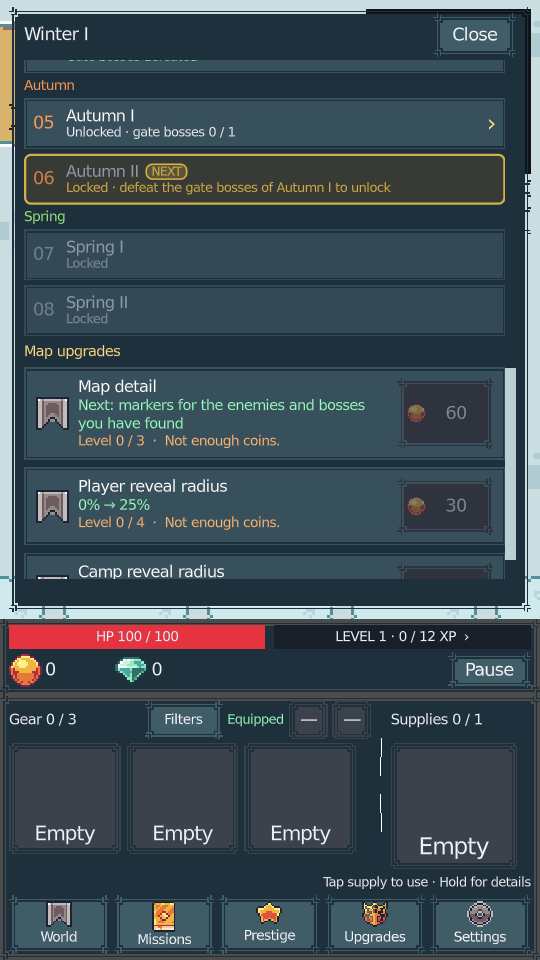 Winter I
Close
Autumn
05
Autumn I
Unlocked · gate bosses 0 / 1
›
06
Autumn II
NEXT
Locked · defeat the gate bosses of Autumn I to unlock
Spring
07
Spring I
Locked
08
Spring II
Locked
Map upgrades
Map detail
Next: markers for the enemies and bosses
you have found
Level 0 / 3 · Not enough coins.
60
Player reveal radius
0% → 25%
Level 0 / 4 · Not enough coins.
30
Camp reveal radius
HP 100 / 100
LEVEL 1 · 0 / 12 XP ›
0
0
Pause
Gear 0 / 3
Filters
Equipped
—
—
Supplies 0 / 1
Empty
Empty
Empty
Empty
Tap supply to use · Hold for details
World
Missions
Prestige
Upgrades
Settings